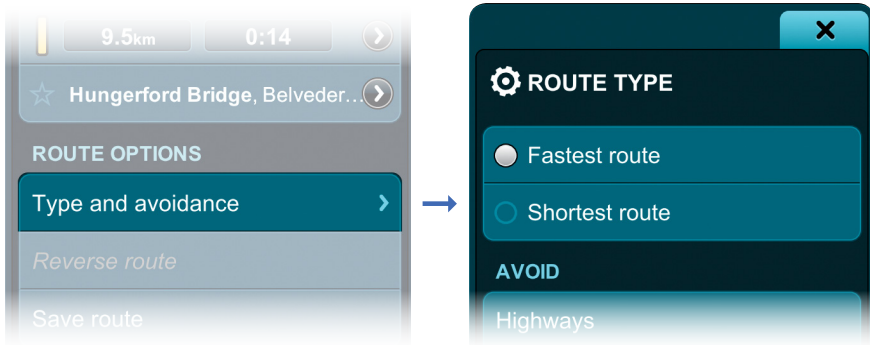 9.5km 0:14
Hungerford Bridge, Belveder...
ROUTE OPTIONS
Type and avoidance
Reverse route
Save route
ROUTE TYPE
Fastest route
Shortest route
AVOID
Highways